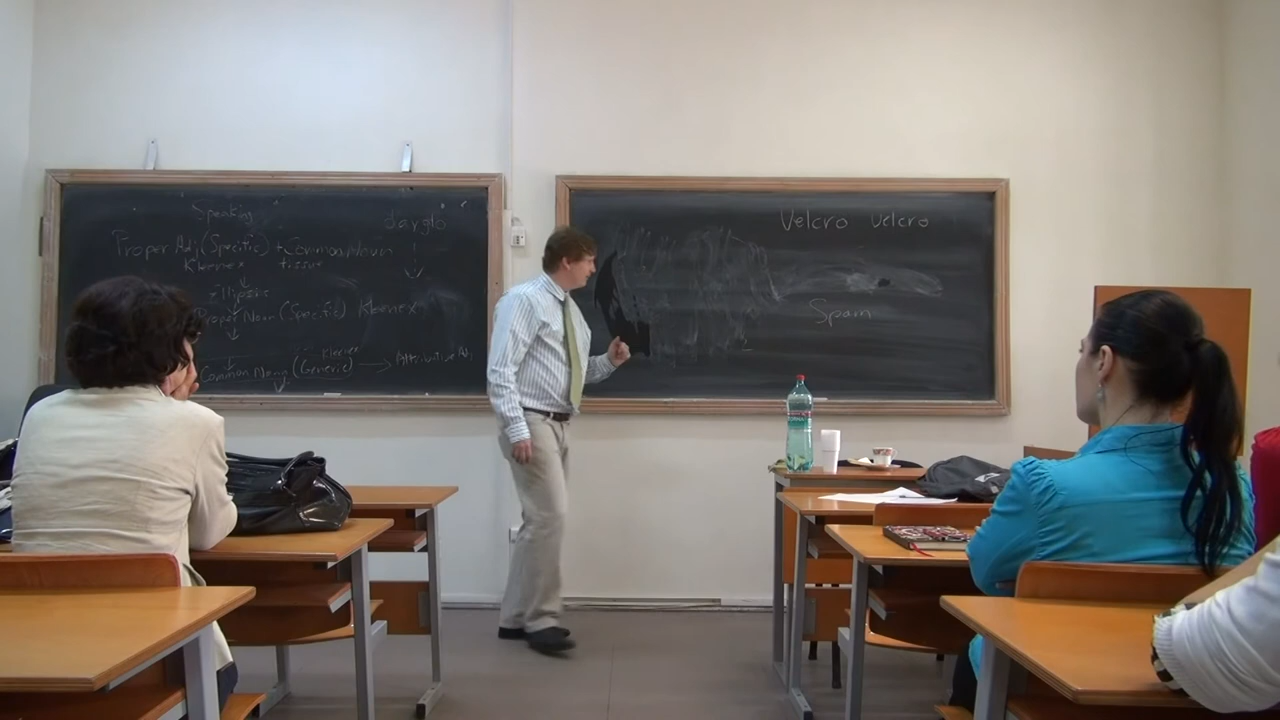 Speaking
dayglo
Proper Adj (Specific) + Common Noun
Kleenex tissue
Ellipsis
Proper Noun (Specific) Kleenex
Kleenex
Common Noun (Generic) → Attributive Adj
Velcro velcro
Spam